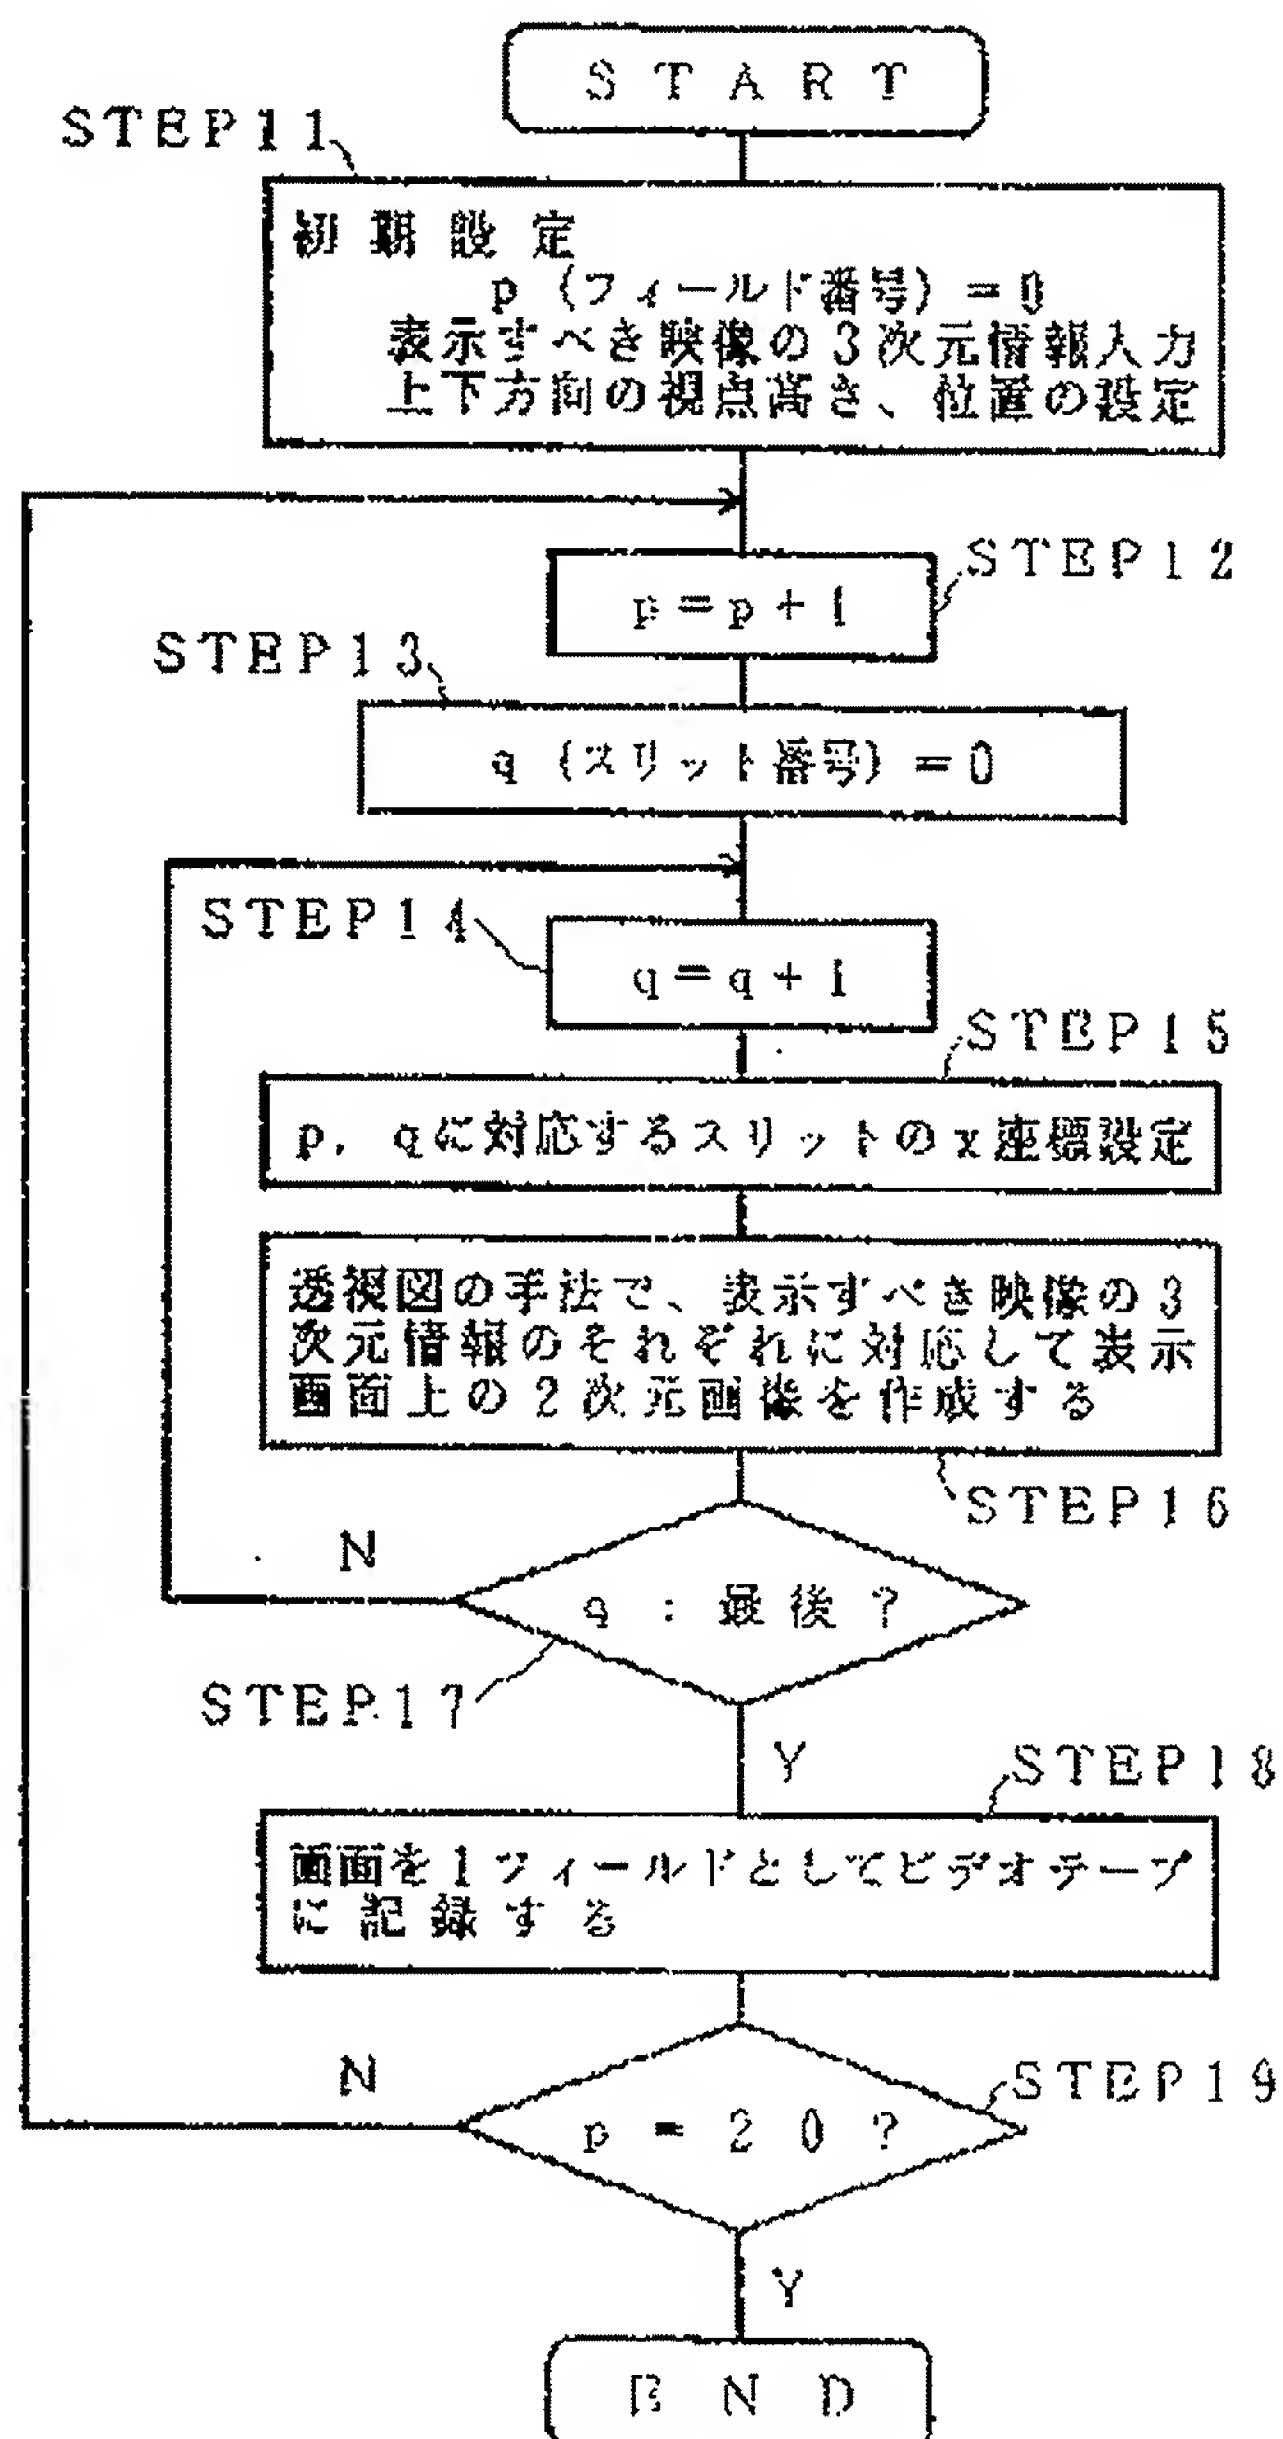 START
STEP11
初期設定
p（フィールド番号）＝0
表示すべき映像の3次元情報入力
上下方向の視点高さ、位置の設定
STEP12
p＝p＋1
STEP13
q（スリット番号）＝0
STEP14
q＝q＋1
STEP15
p，qに対応するスリットのx座標設定
透視図の手法で、表示すべき映像の3
次元情報のそれぞれに対応して表示
画面上の2次元画像を作成する
STEP16
N
q：最後？
STEP17
Y
STEP18
画面を1フィールドとしてビデオテープ
に記録する
N
STEP19
p＝20？
Y
END